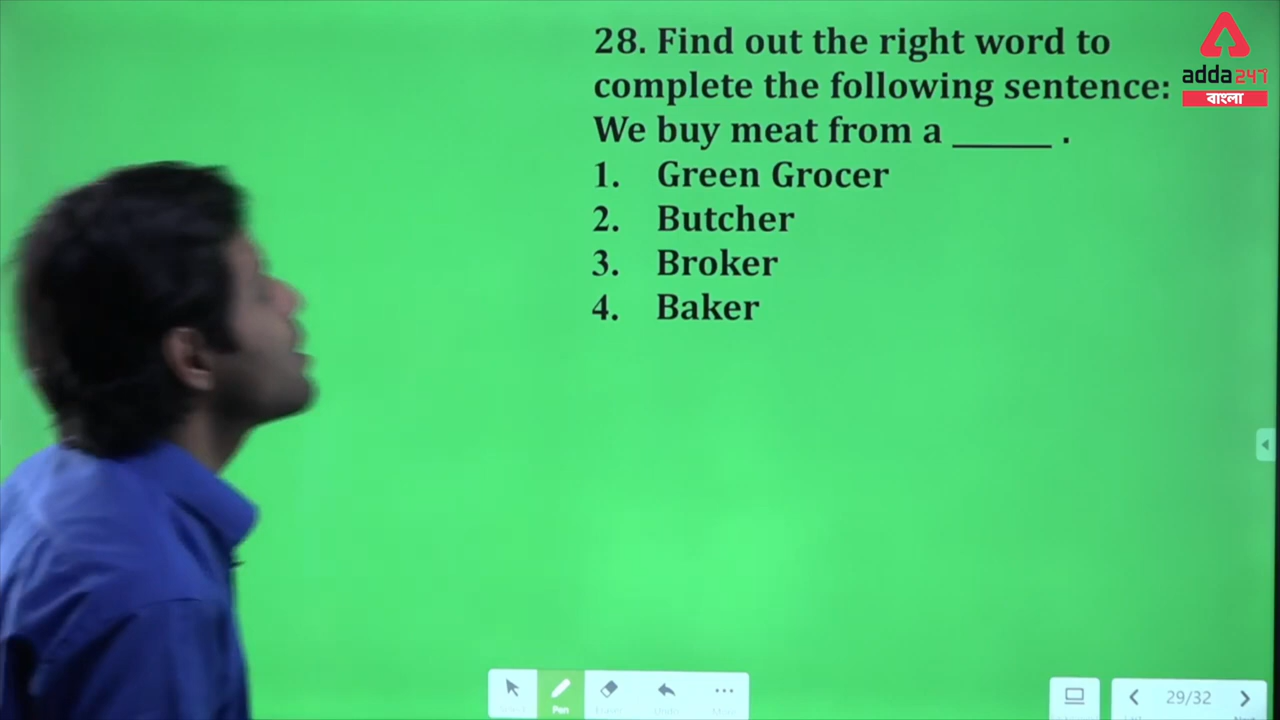 28. Find out the right word to
complete the following sentence:
We buy meat from a ______ .
1. Green Grocer
2. Butcher
3. Broker
4. Baker
adda247
বাংলা
Pen
29/32